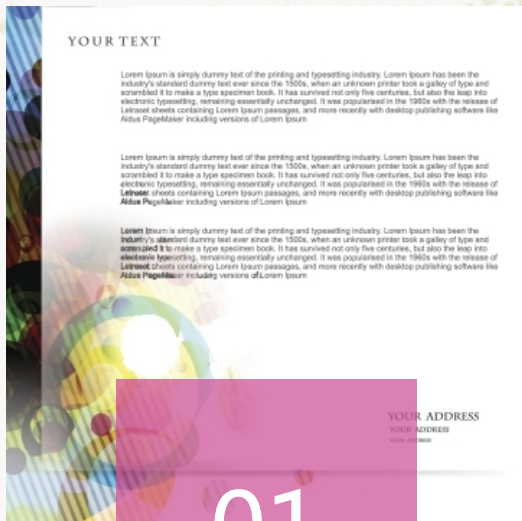 YOUR TEXT
Lorem Ipsum is simply dummy text of the printing and typesetting industry. Lorem Ipsum has been the
industry's standard dummy text ever since the 1500s, when an unknown printer took a galley of type and
scrambled it to make a type specimen book. It has survived not only five centuries, but also the leap into
electronic typesetting, remaining essentially unchanged. It was popularised in the 1960s with the release of
Letraset sheets containing Lorem Ipsum passages, and more recently with desktop publishing software like
Aldus PageMaker including versions of Lorem Ipsum
Lorem Ipsum is simply dummy text of the printing and typesetting industry. Lorem Ipsum has been the
industry's standard dummy text ever since the 1500s, when an unknown printer took a galley of type and
scrambled it to make a type specimen book. It has survived not only five centuries, but also the leap into
electronic typesetting, remaining essentially unchanged. It was popularised in the 1960s with the release of
Letraset sheets containing Lorem Ipsum passages, and more recently with desktop publishing software like
Aldus PageMaker including versions of Lorem Ipsum
Lorem Ipsum is simply dummy text of the printing and typesetting industry. Lorem Ipsum has been the
industry's standard dummy text ever since the 1500s, when an unknown printer took a galley of type and
scrambled it to make a type specimen book. It has survived not only five centuries, but also the leap into
electronic typesetting, remaining essentially unchanged. It was popularised in the 1960s with the release of
Letraset sheets containing Lorem Ipsum passages, and more recently with desktop publishing software like
Aldus PageMaker including versions of Lorem Ipsum
YOUR ADDRESS
YOUR ADDRESS
YOUR ADDRESS
01